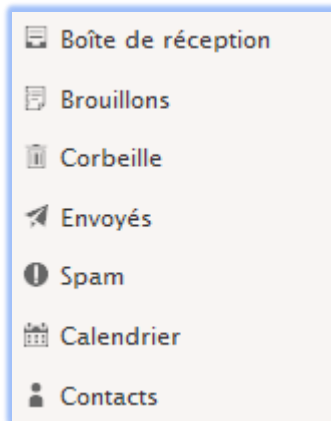 Boîte de réception
Brouillons
Corbeille
Envoyés
Spam
Calendrier
Contacts